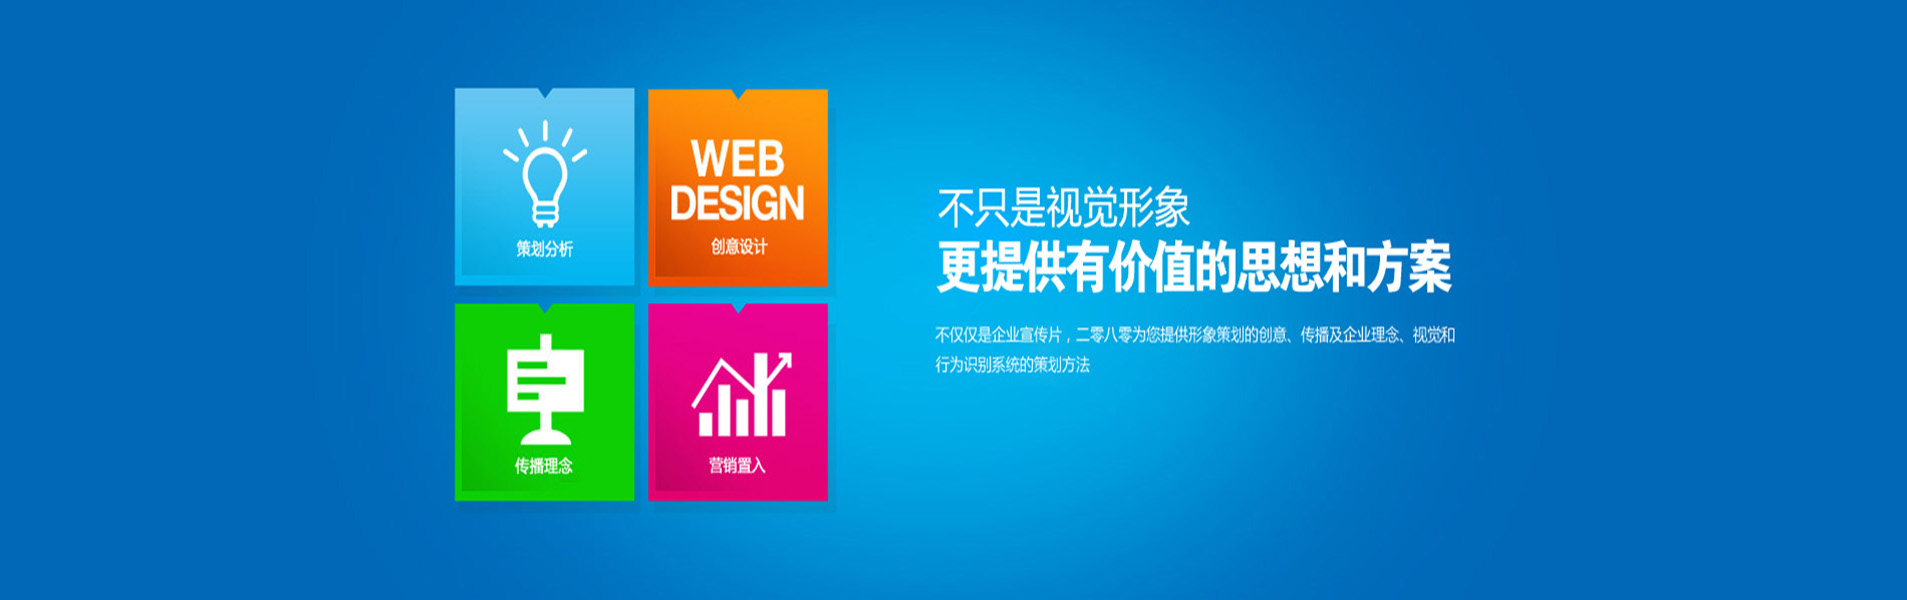 策划分析
WEB
DESIGN
创意设计
传播理念
营销置入
不只是视觉形象
更提供有价值的思想和方案
不仅仅是企业宣传片，二零八零为您提供形象策划的创意、传播及企业理念、视觉和
行为识别系统的策划方法